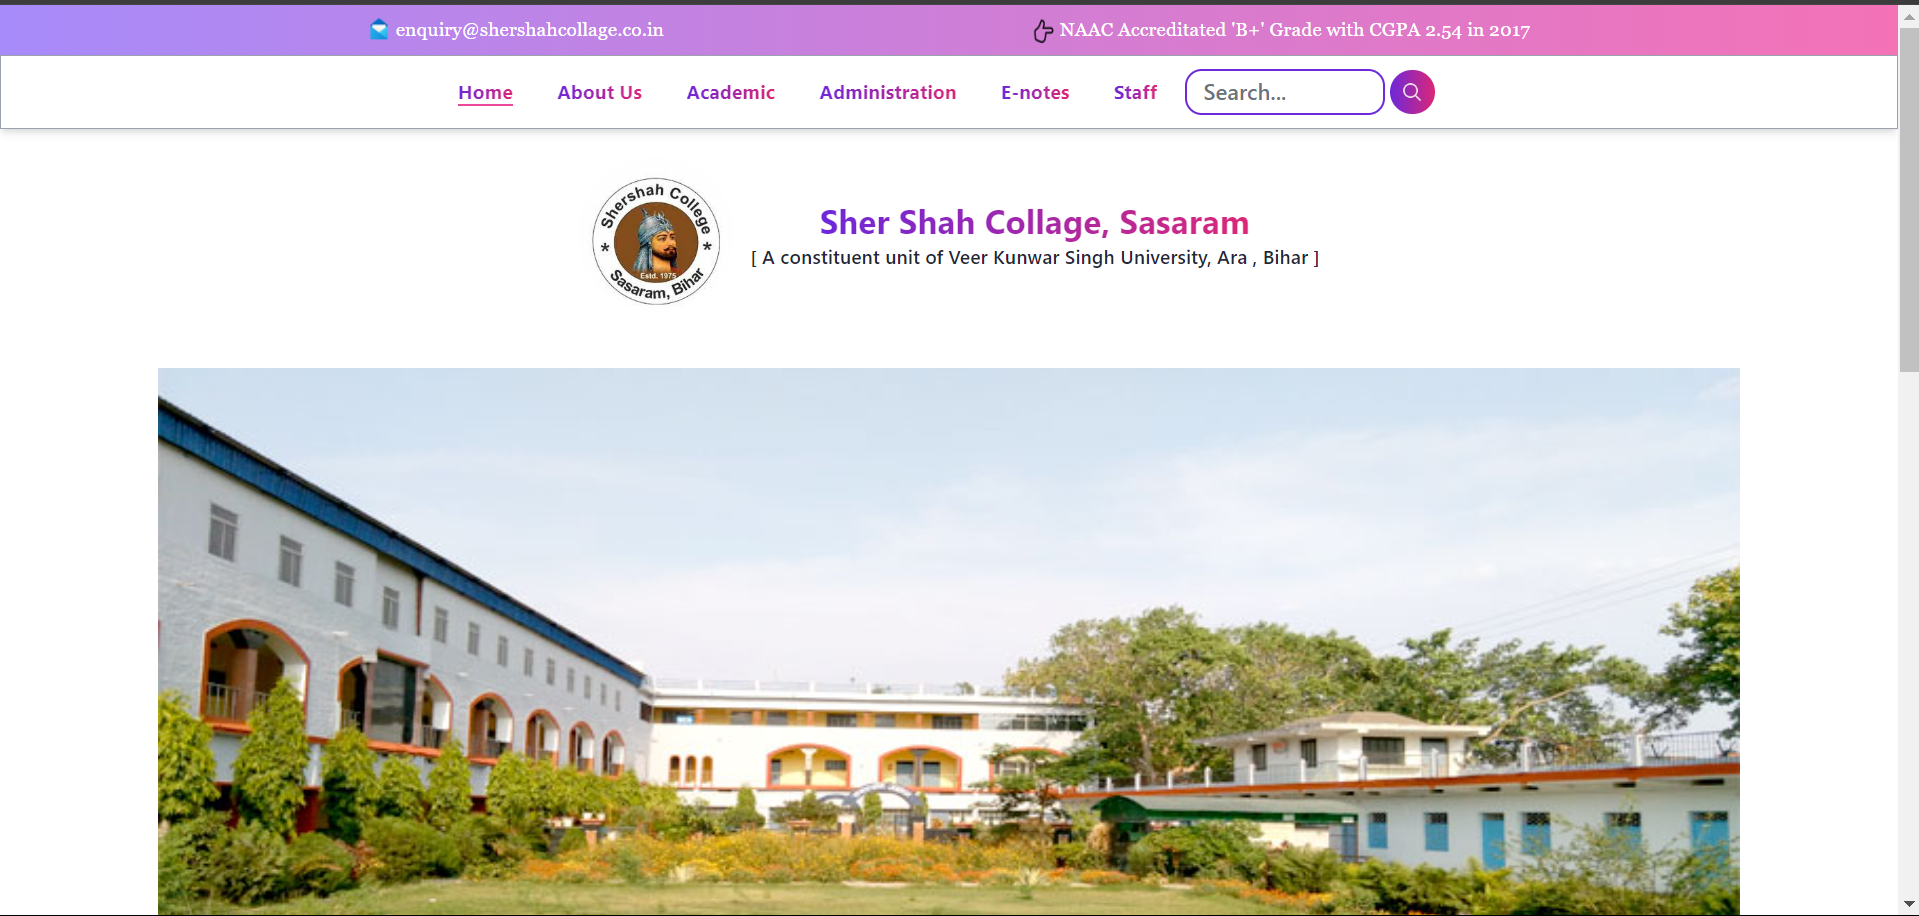 enquiry@shershahcollage.co.in
NAAC Accreditated 'B+' Grade with CGPA 2.54 in 2017
Home About Us Academic Administration E-notes Staff Search...
Shershah College
* *
Estd. 1975
Sasaram, Bihar
Sher Shah Collage, Sasaram
[ A constituent unit of Veer Kunwar Singh University, Ara , Bihar ]